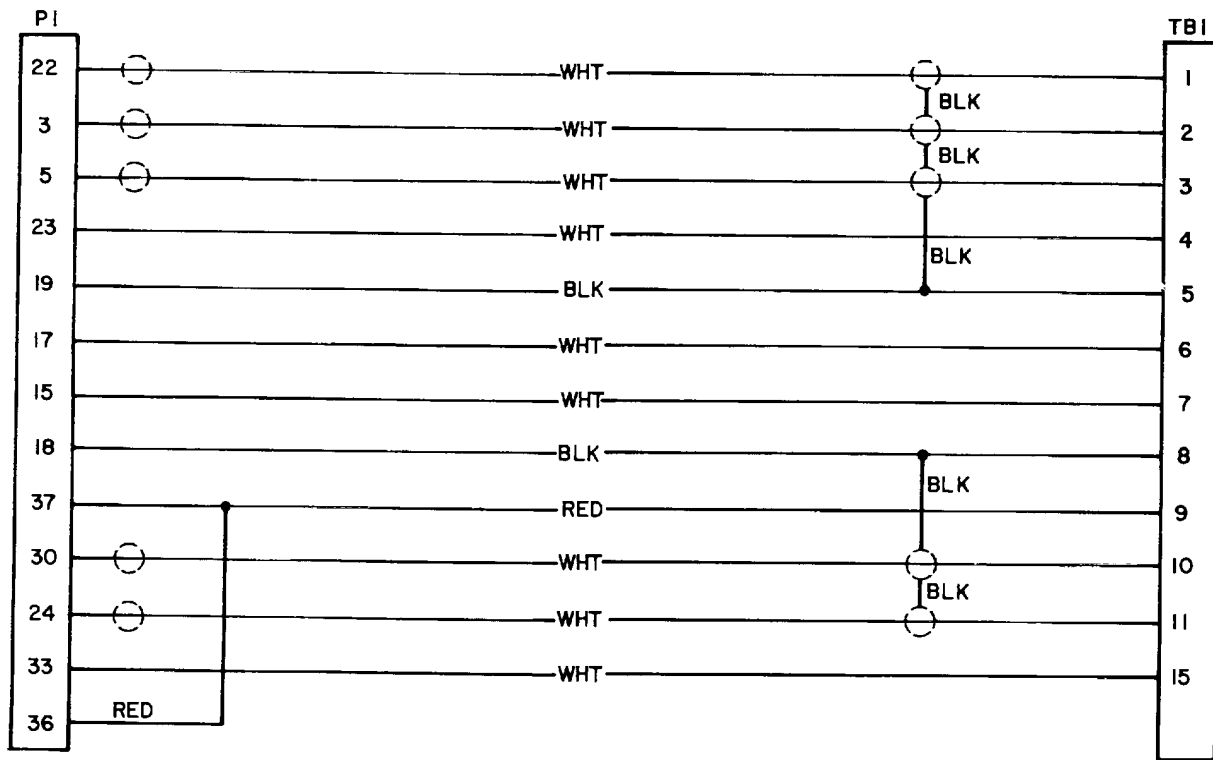 P1
TB1
22 WHT 1
BLK
3 WHT 2
BLK
5 WHT 3
23 WHT 4
BLK
19 BLK 5
17 WHT 6
15 WHT 7
18 BLK 8
BLK
37 RED 9
30 WHT 10
BLK
24 WHT 11
33 WHT 15
36 RED